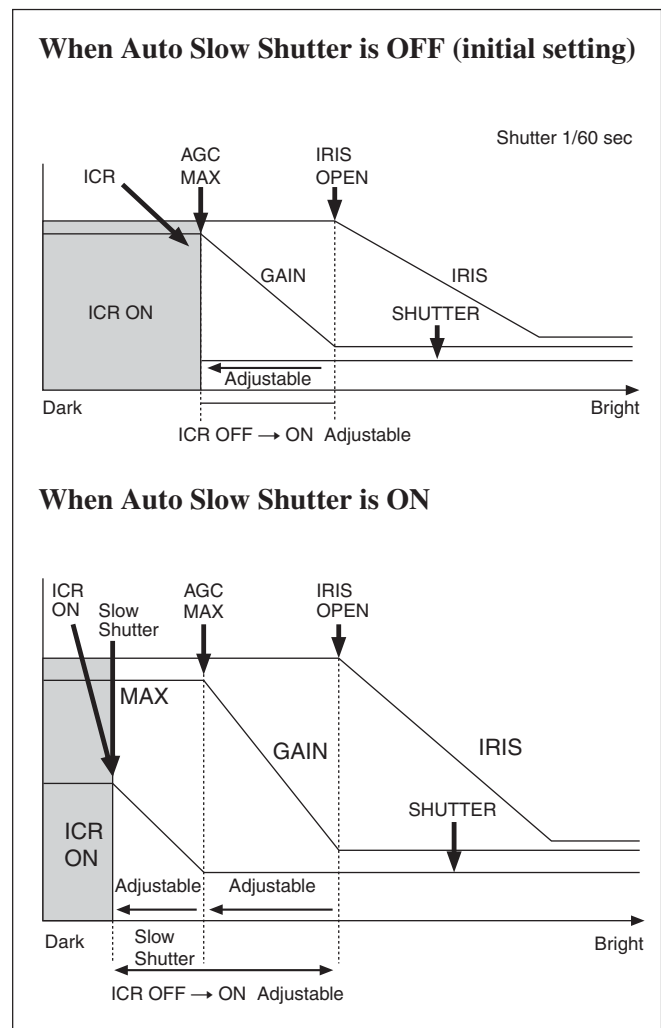 When Auto Slow Shutter is OFF (initial setting)
Shutter 1/60 sec
ICR
AGC
MAX
IRIS
OPEN
GAIN
IRIS
ICR ON
SHUTTER
Adjustable
Dark
Bright
ICR OFF → ON Adjustable
When Auto Slow Shutter is ON
ICR
ON
Slow
Shutter
AGC
MAX
IRIS
OPEN
MAX
GAIN
IRIS
SHUTTER
ICR
ON
Adjustable
Adjustable
Dark
Slow
Shutter
Bright
ICR OFF → ON Adjustable